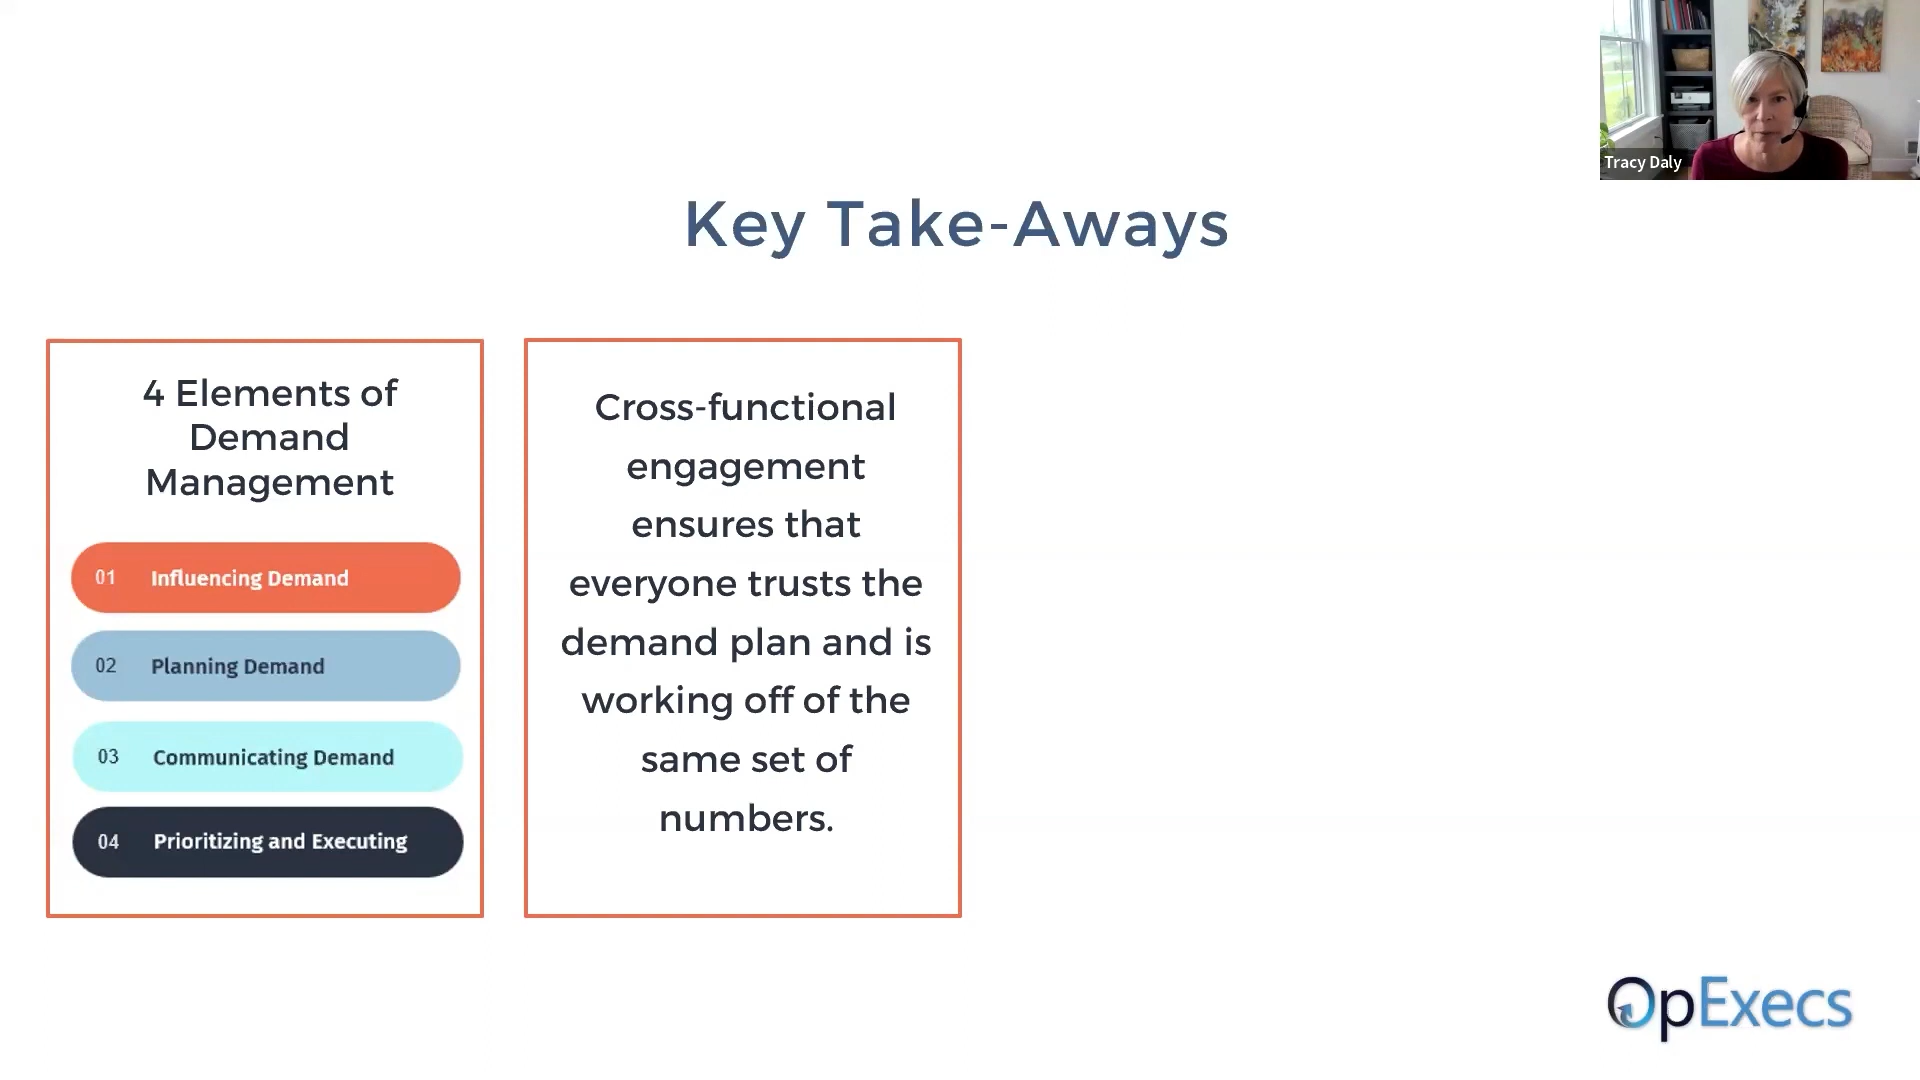 Tracy Daly
Key Take-Aways
4 Elements of
Demand
Management
01 Influencing Demand
02 Planning Demand
03 Communicating Demand
04 Prioritizing and Executing
Cross-functional
engagement
ensures that
everyone trusts the
demand plan and is
working off of the
same set of
numbers.
OpExecs